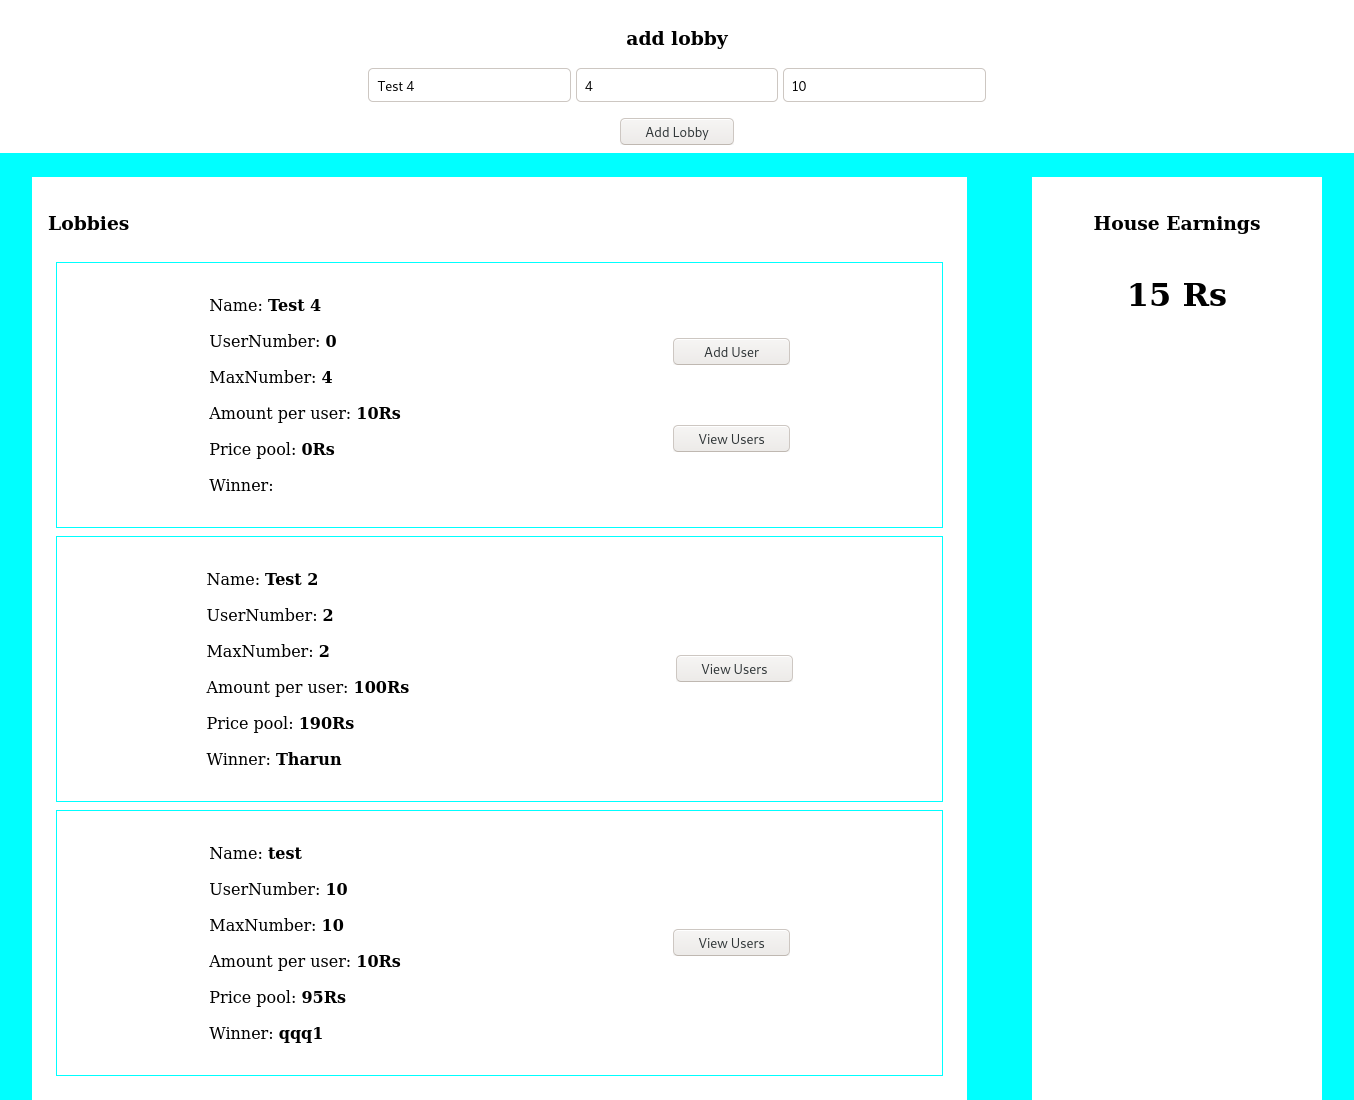 add lobby
Test 4 4 10
Add Lobby
Lobbies
Name: Test 4
UserNumber: 0
MaxNumber: 4
Amount per user: 10Rs
Price pool: 0Rs
Winner:
Add User
View Users
Name: Test 2
UserNumber: 2
MaxNumber: 2
Amount per user: 100Rs
Price pool: 190Rs
Winner: Tharun
View Users
Name: test
UserNumber: 10
MaxNumber: 10
Amount per user: 10Rs
Price pool: 95Rs
Winner: qqq1
View Users
House Earnings
15 Rs